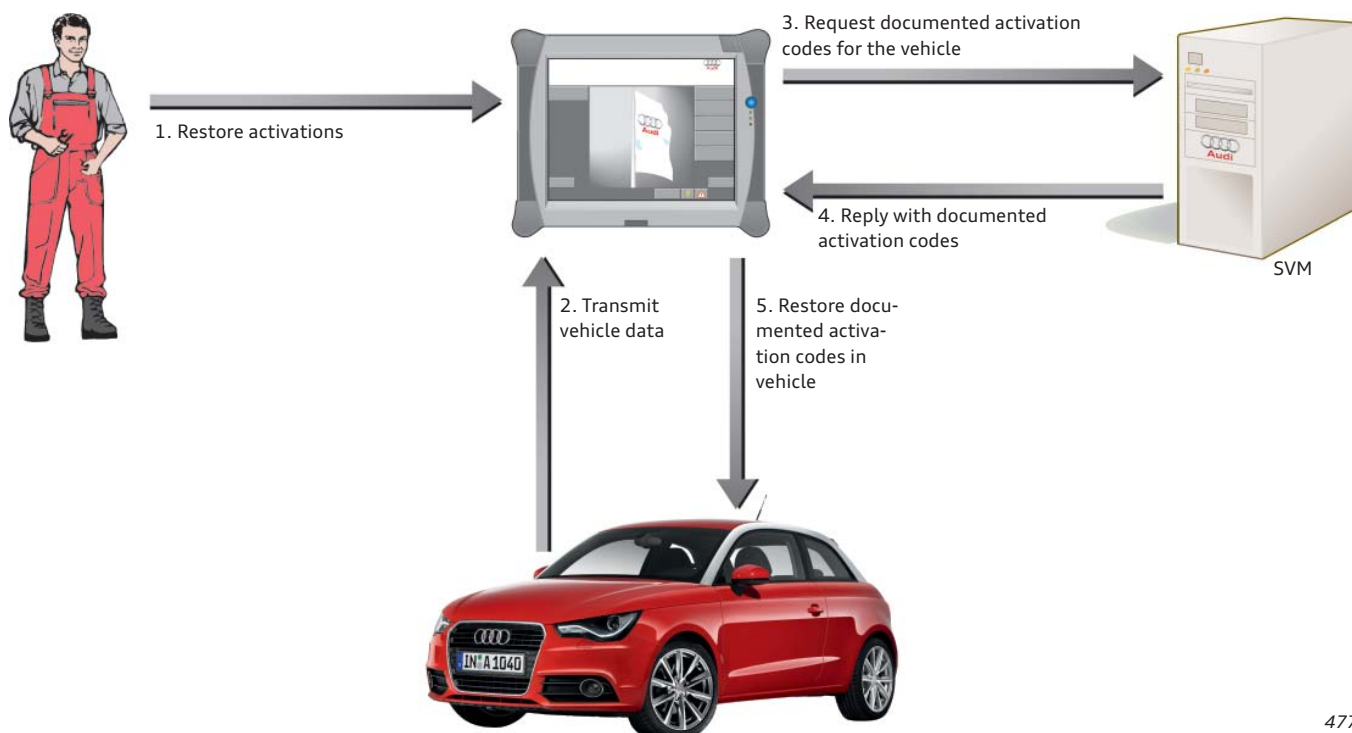 3. Request documented activation
codes for the vehicle
1. Restore activations
Audi
Audi
4. Reply with documented
activation codes
SVM
2. Transmit
vehicle data
5. Restore docu-
mented activa-
tion codes in
vehicle
IN A 1040
477